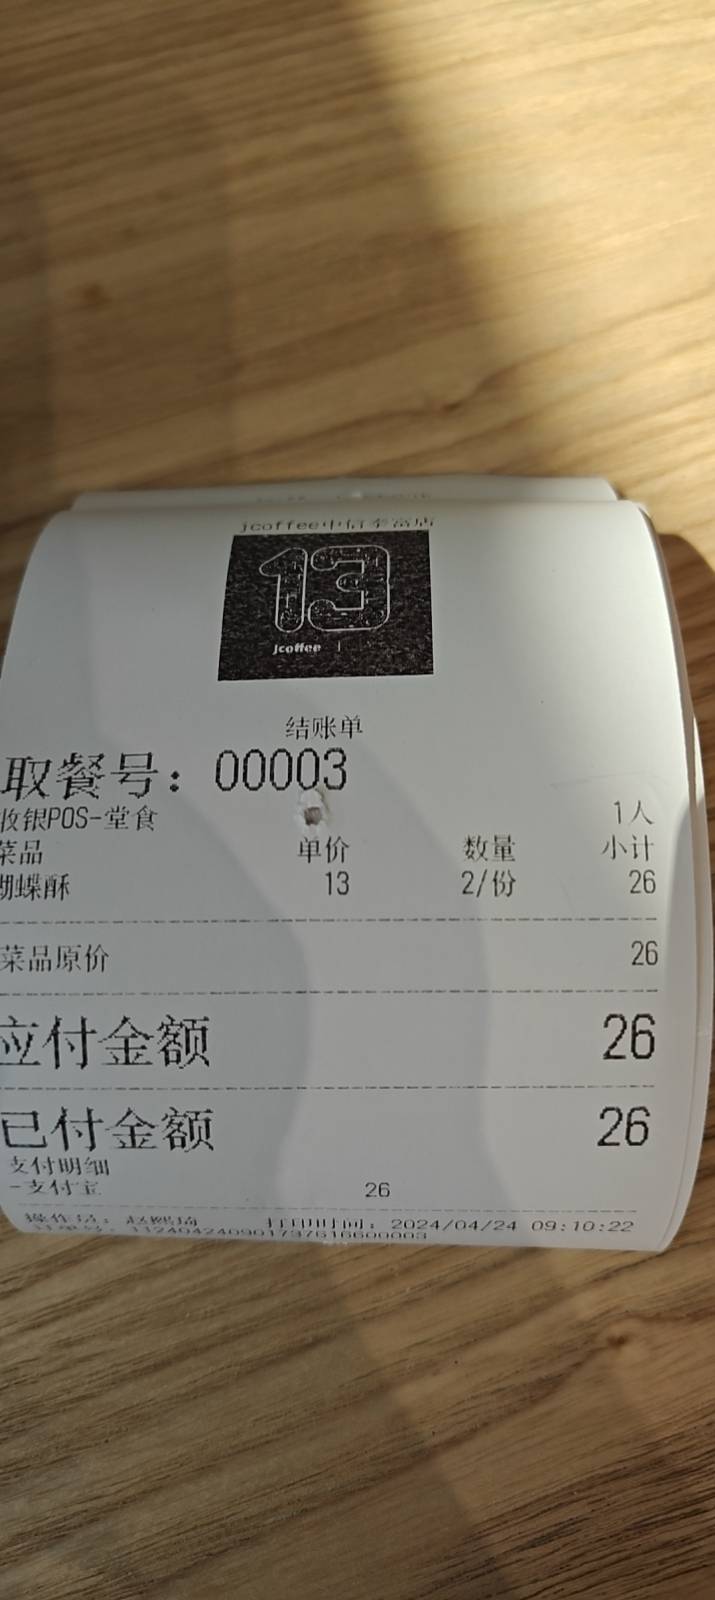 jcoffee中信泰富店
13
jcoffee
结账单
取餐号：00003
收银POS-堂食 1人
菜品 单价 数量 小计
蝴蝶酥 13 2/份 26
菜品原价 26
应付金额 26
已付金额 26
支付明细
-支付宝 26
操作员： 打印时间：2024/04/24 09:10:22